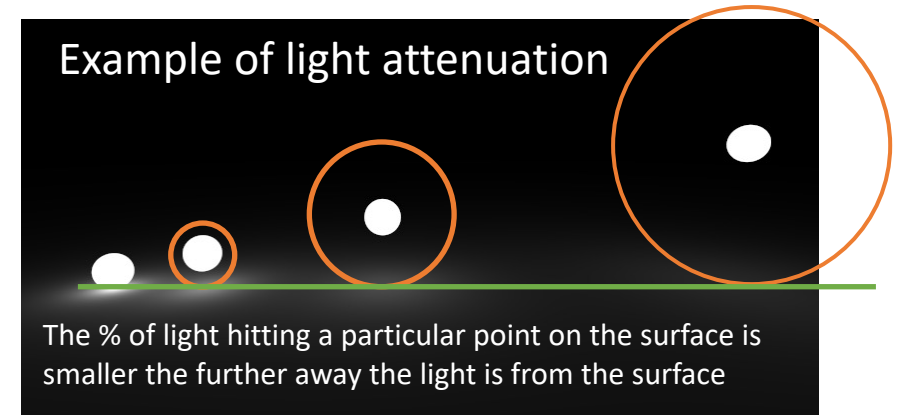 Example of light attenuation
The % of light hitting a particular point on the surface is
smaller the further away the light is from the surface